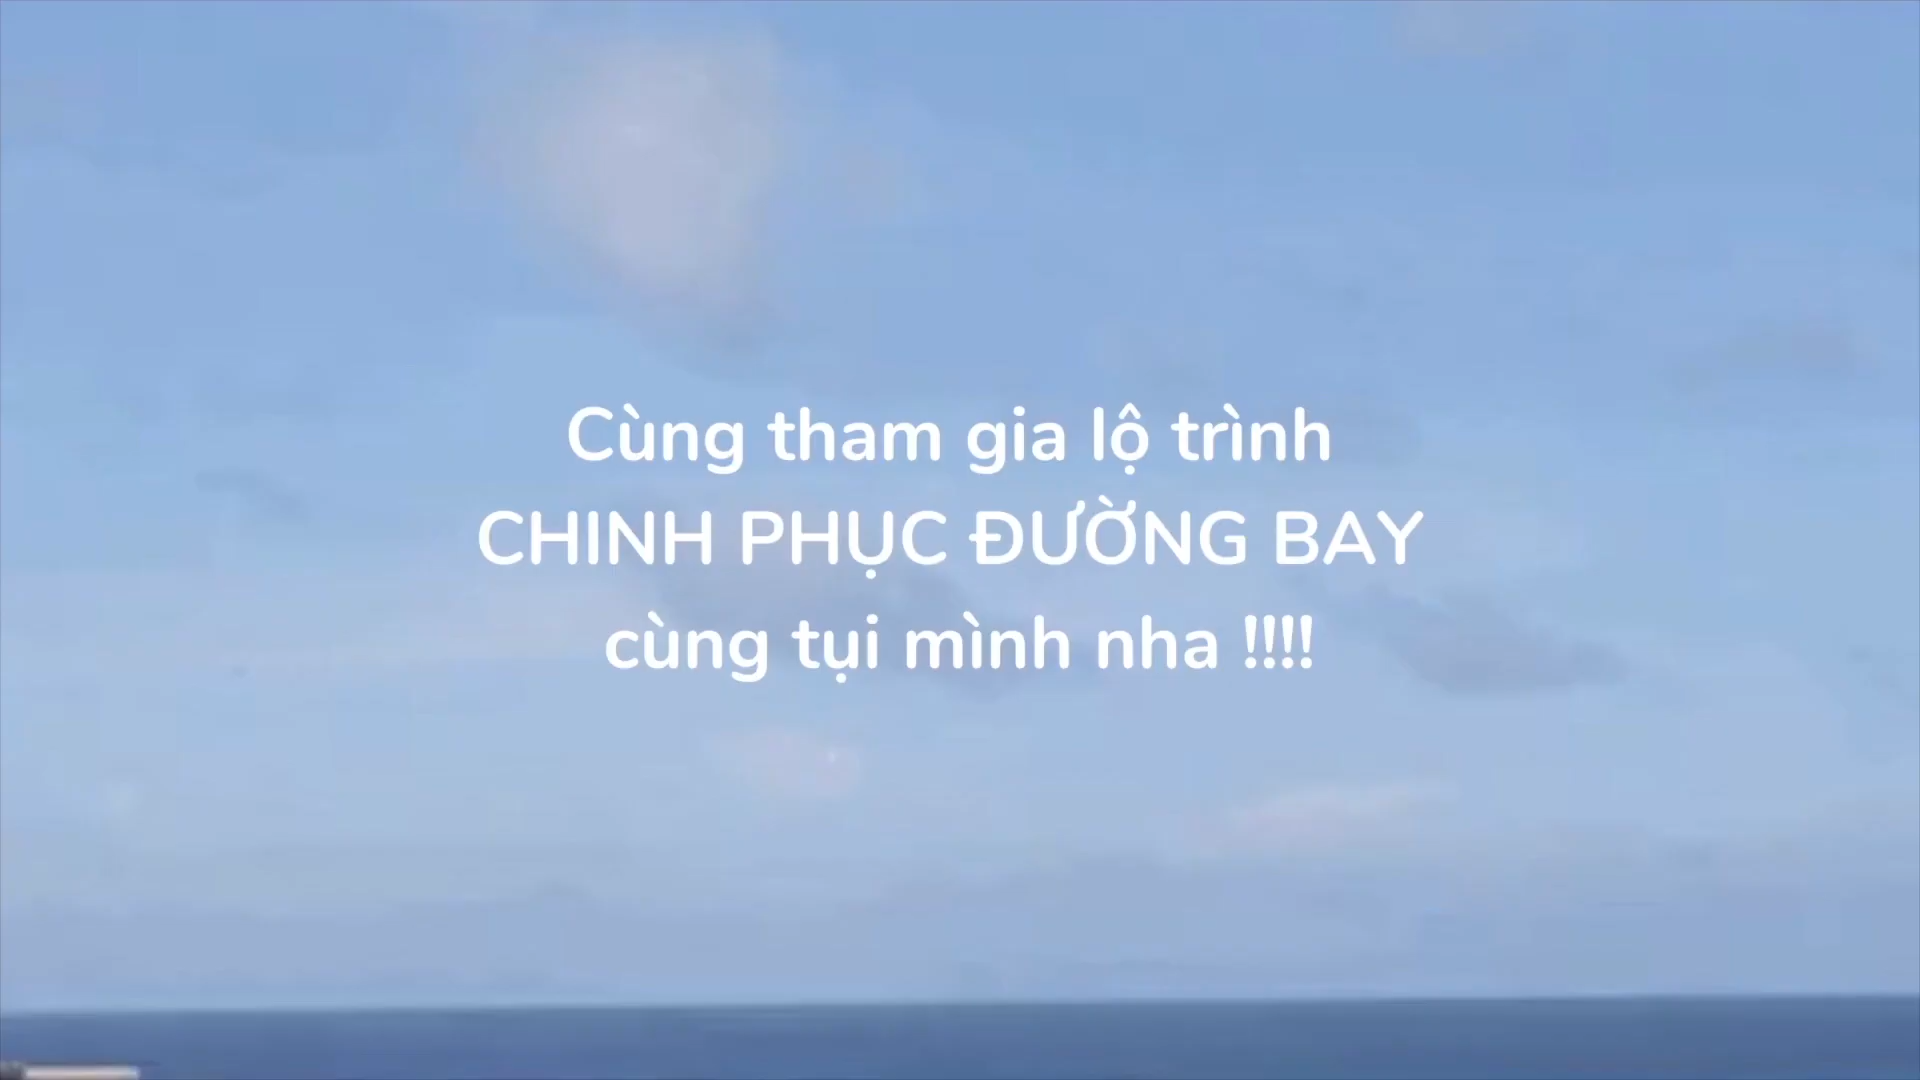 Cùng tham gia lộ trình
CHINH PHỤC ĐƯỜNG BAY
cùng tụi mình nha !!!!